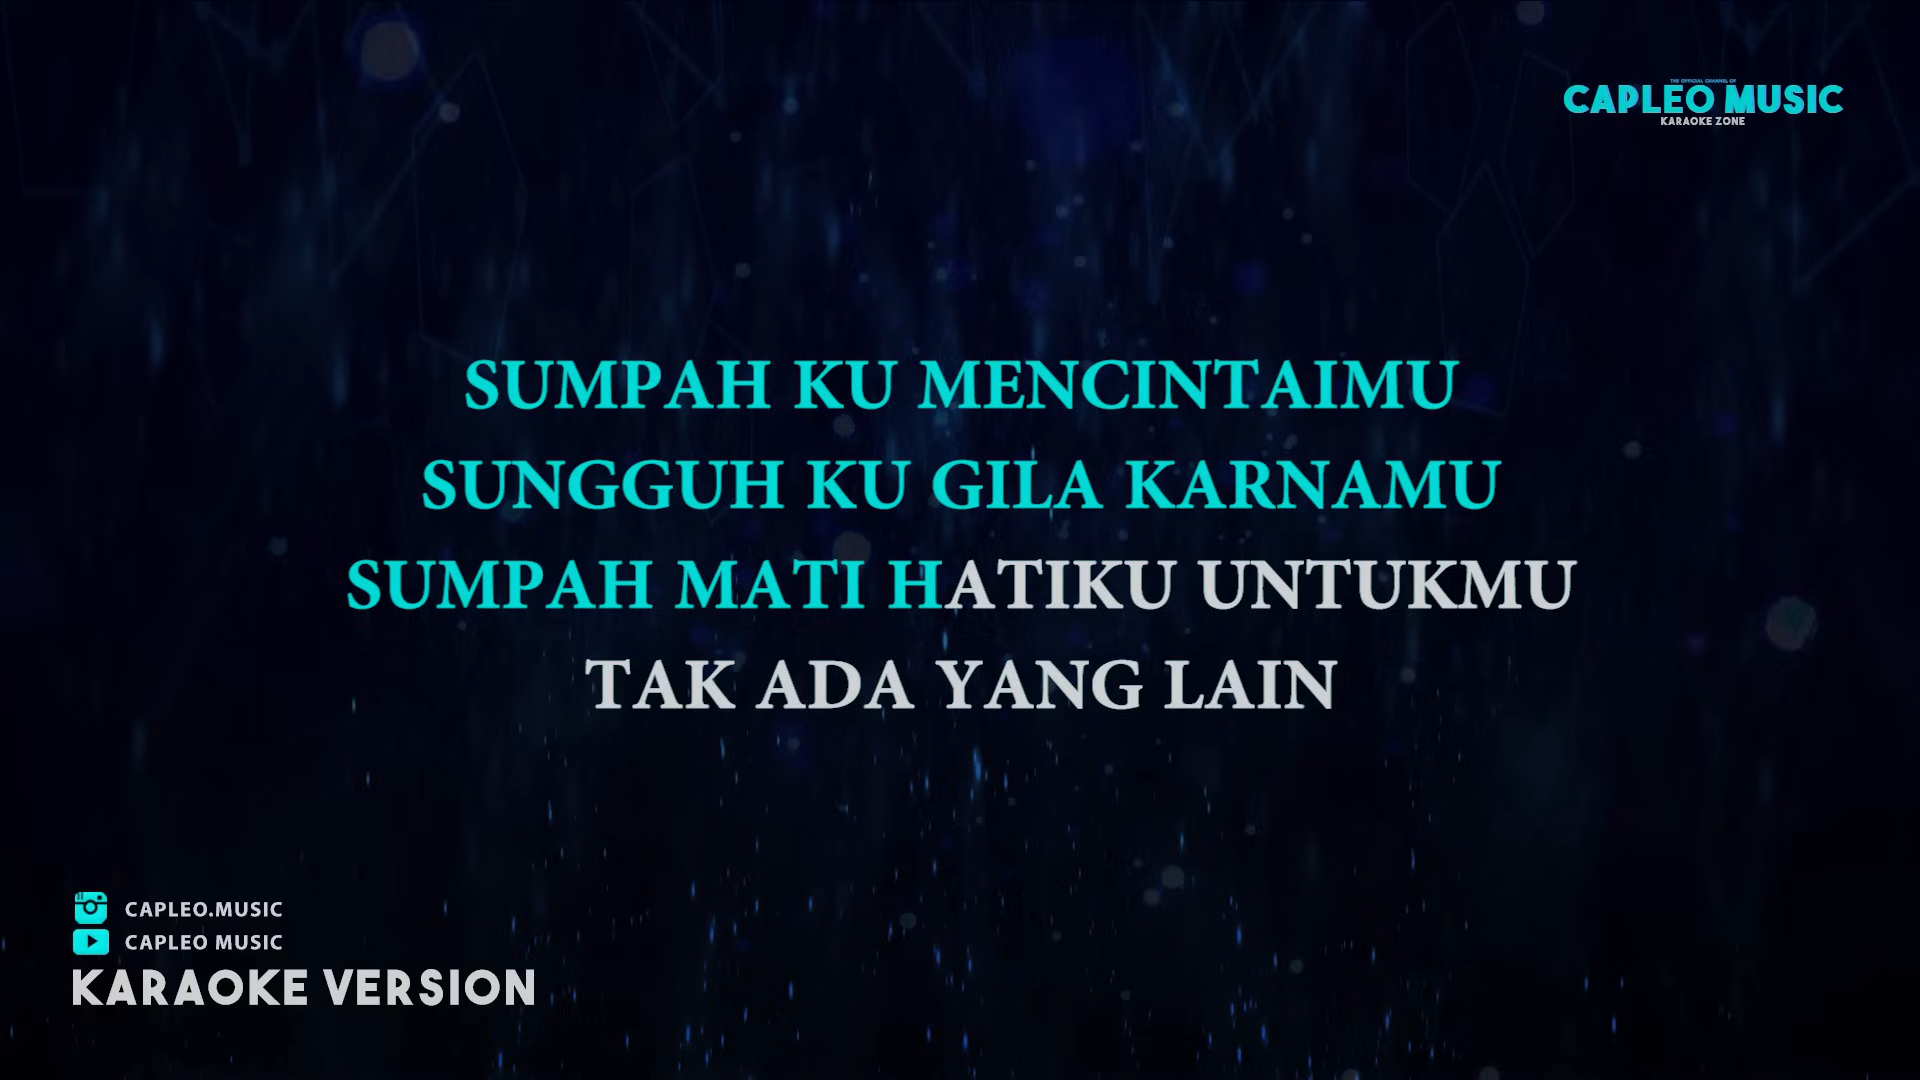 THE OFFICIAL CHANNEL OF
CAPLEO MUSIC
KARAOKE ZONE
SUMPAH KU MENCINTAIMU
SUNGGUH KU GILA KARNAMU
SUMPAH MATI HATIKU UNTUKMU
TAK ADA YANG LAIN
CAPLEO.MUSIC
CAPLEO MUSIC
KARAOKE VERSION